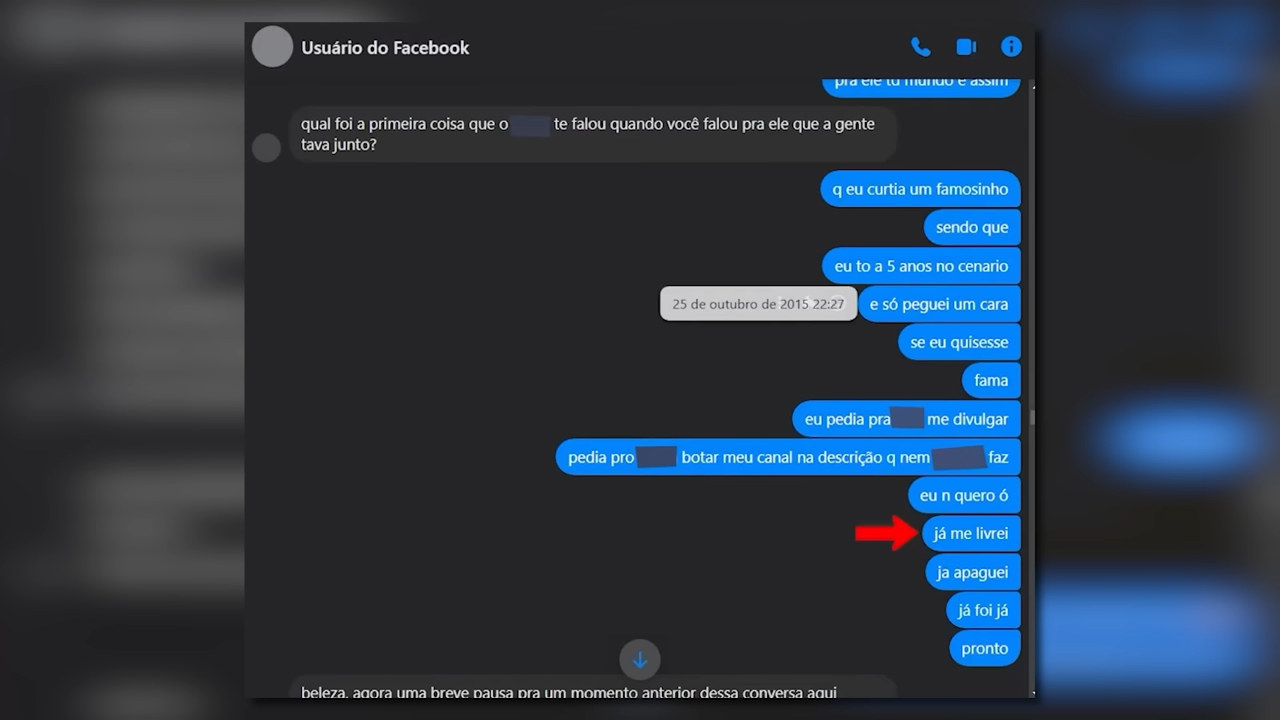 Usuário do Facebook
pra ele td mundo é assim
qual foi a primeira coisa que o te falou quando você falou pra ele que a gente
tava junto?
q eu curtia um famosinho
sendo que
eu to a 5 anos no cenario
25 de outubro de 2015 22:27
e só peguei um cara
se eu quisesse
fama
eu pedia pra me divulgar
pedia pro botar meu canal na descrição q nem faz
eu n quero ó
já me livrei
ja apaguei
já foi já
pronto
beleza, agora uma breve pausa pra um momento anterior dessa conversa aqui